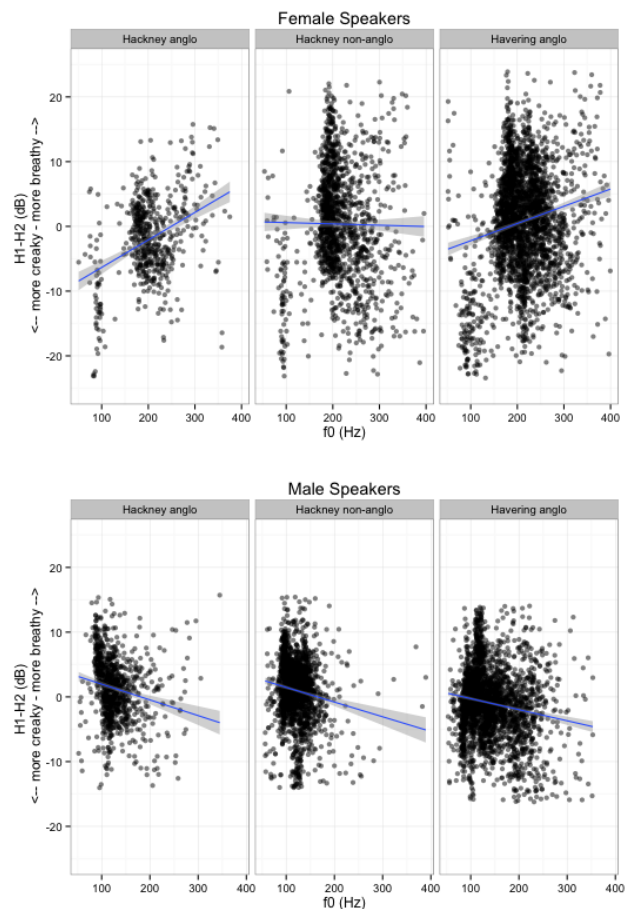 Female Speakers
Hackney anglo
Hackney non-anglo
Havering anglo
H1-H2 (dB)
<-- more creaky - more breathy -->
20
10
0
-10
-20
100 200 300 400
100 200 300 400
100 200 300 400
f0 (Hz)
Male Speakers
Hackney anglo
Hackney non-anglo
Havering anglo
H1-H2 (dB)
<-- more creaky - more breathy -->
20
10
0
-10
-20
100 200 300 400
100 200 300 400
100 200 300 400
f0 (Hz)